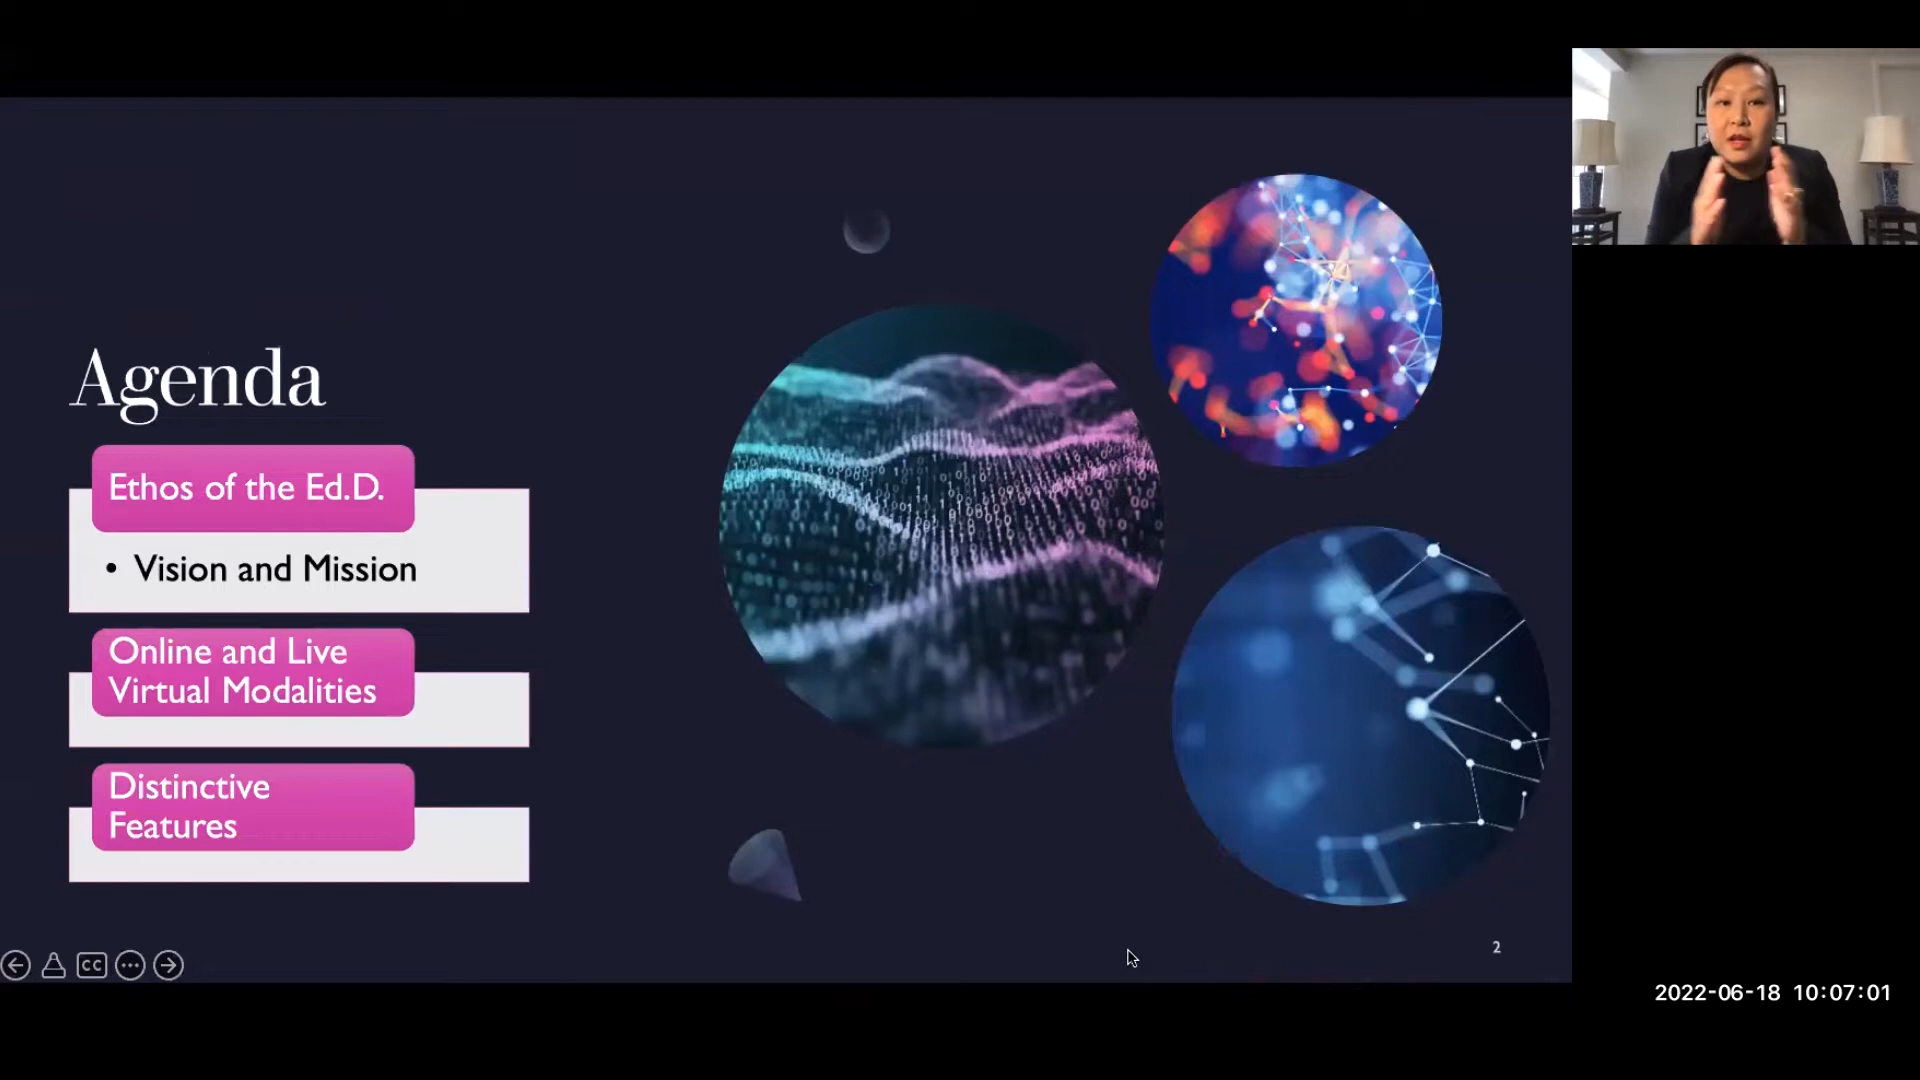 Agenda
Ethos of the Ed.D.
• Vision and Mission
Online and Live
Virtual Modalities
Distinctive
Features
CC
2
2022-06-18 10:07:01